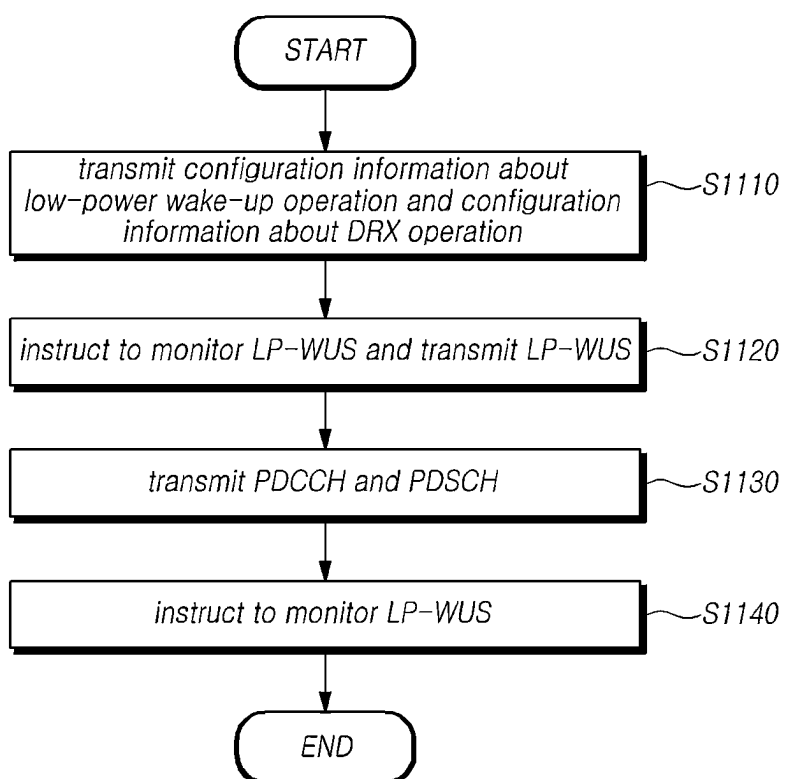 START
transmit configuration information about
low-power wake-up operation and configuration
information about DRX operation
S1110
instruct to monitor LP-WUS and transmit LP-WUS
S1120
transmit PDCCH and PDSCH
S1130
instruct to monitor LP-WUS
S1140
END